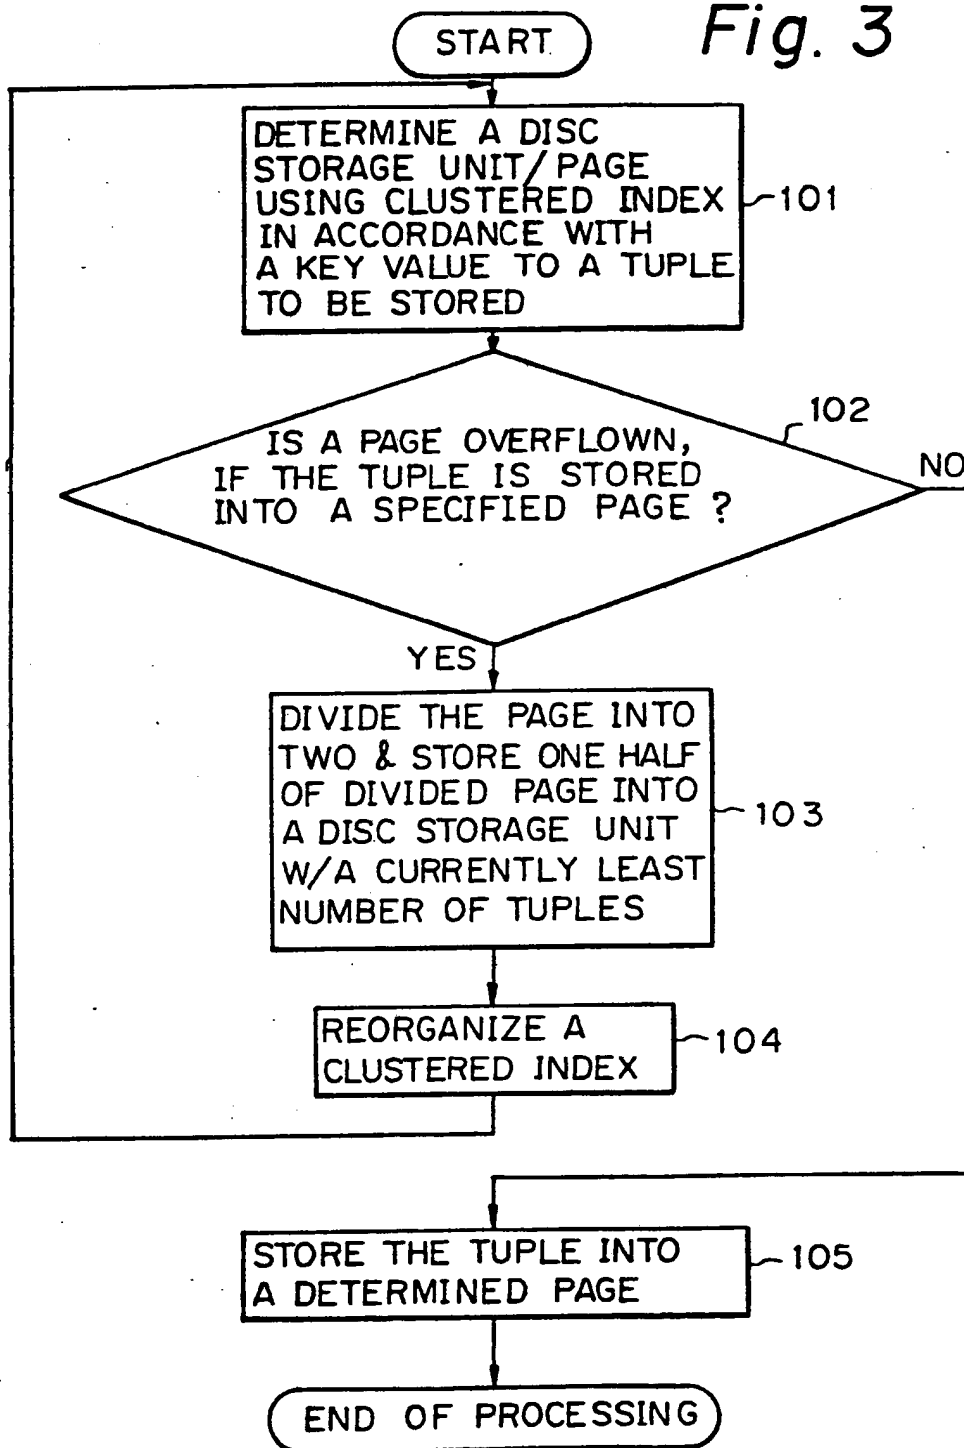 Fig. 3
START
DETERMINE A DISC
STORAGE UNIT/PAGE
USING CLUSTERED INDEX
IN ACCORDANCE WITH
A KEY VALUE TO A TUPLE
TO BE STORED
101
102
IS A PAGE OVERFLOWN,
IF THE TUPLE IS STORED
INTO A SPECIFIED PAGE ?
NO
YES
DIVIDE THE PAGE INTO
TWO & STORE ONE HALF
OF DIVIDED PAGE INTO
A DISC STORAGE UNIT
W/A CURRENTLY LEAST
NUMBER OF TUPLES
103
REORGANIZE A
CLUSTERED INDEX
104
STORE THE TUPLE INTO
A DETERMINED PAGE
105
END OF PROCESSING